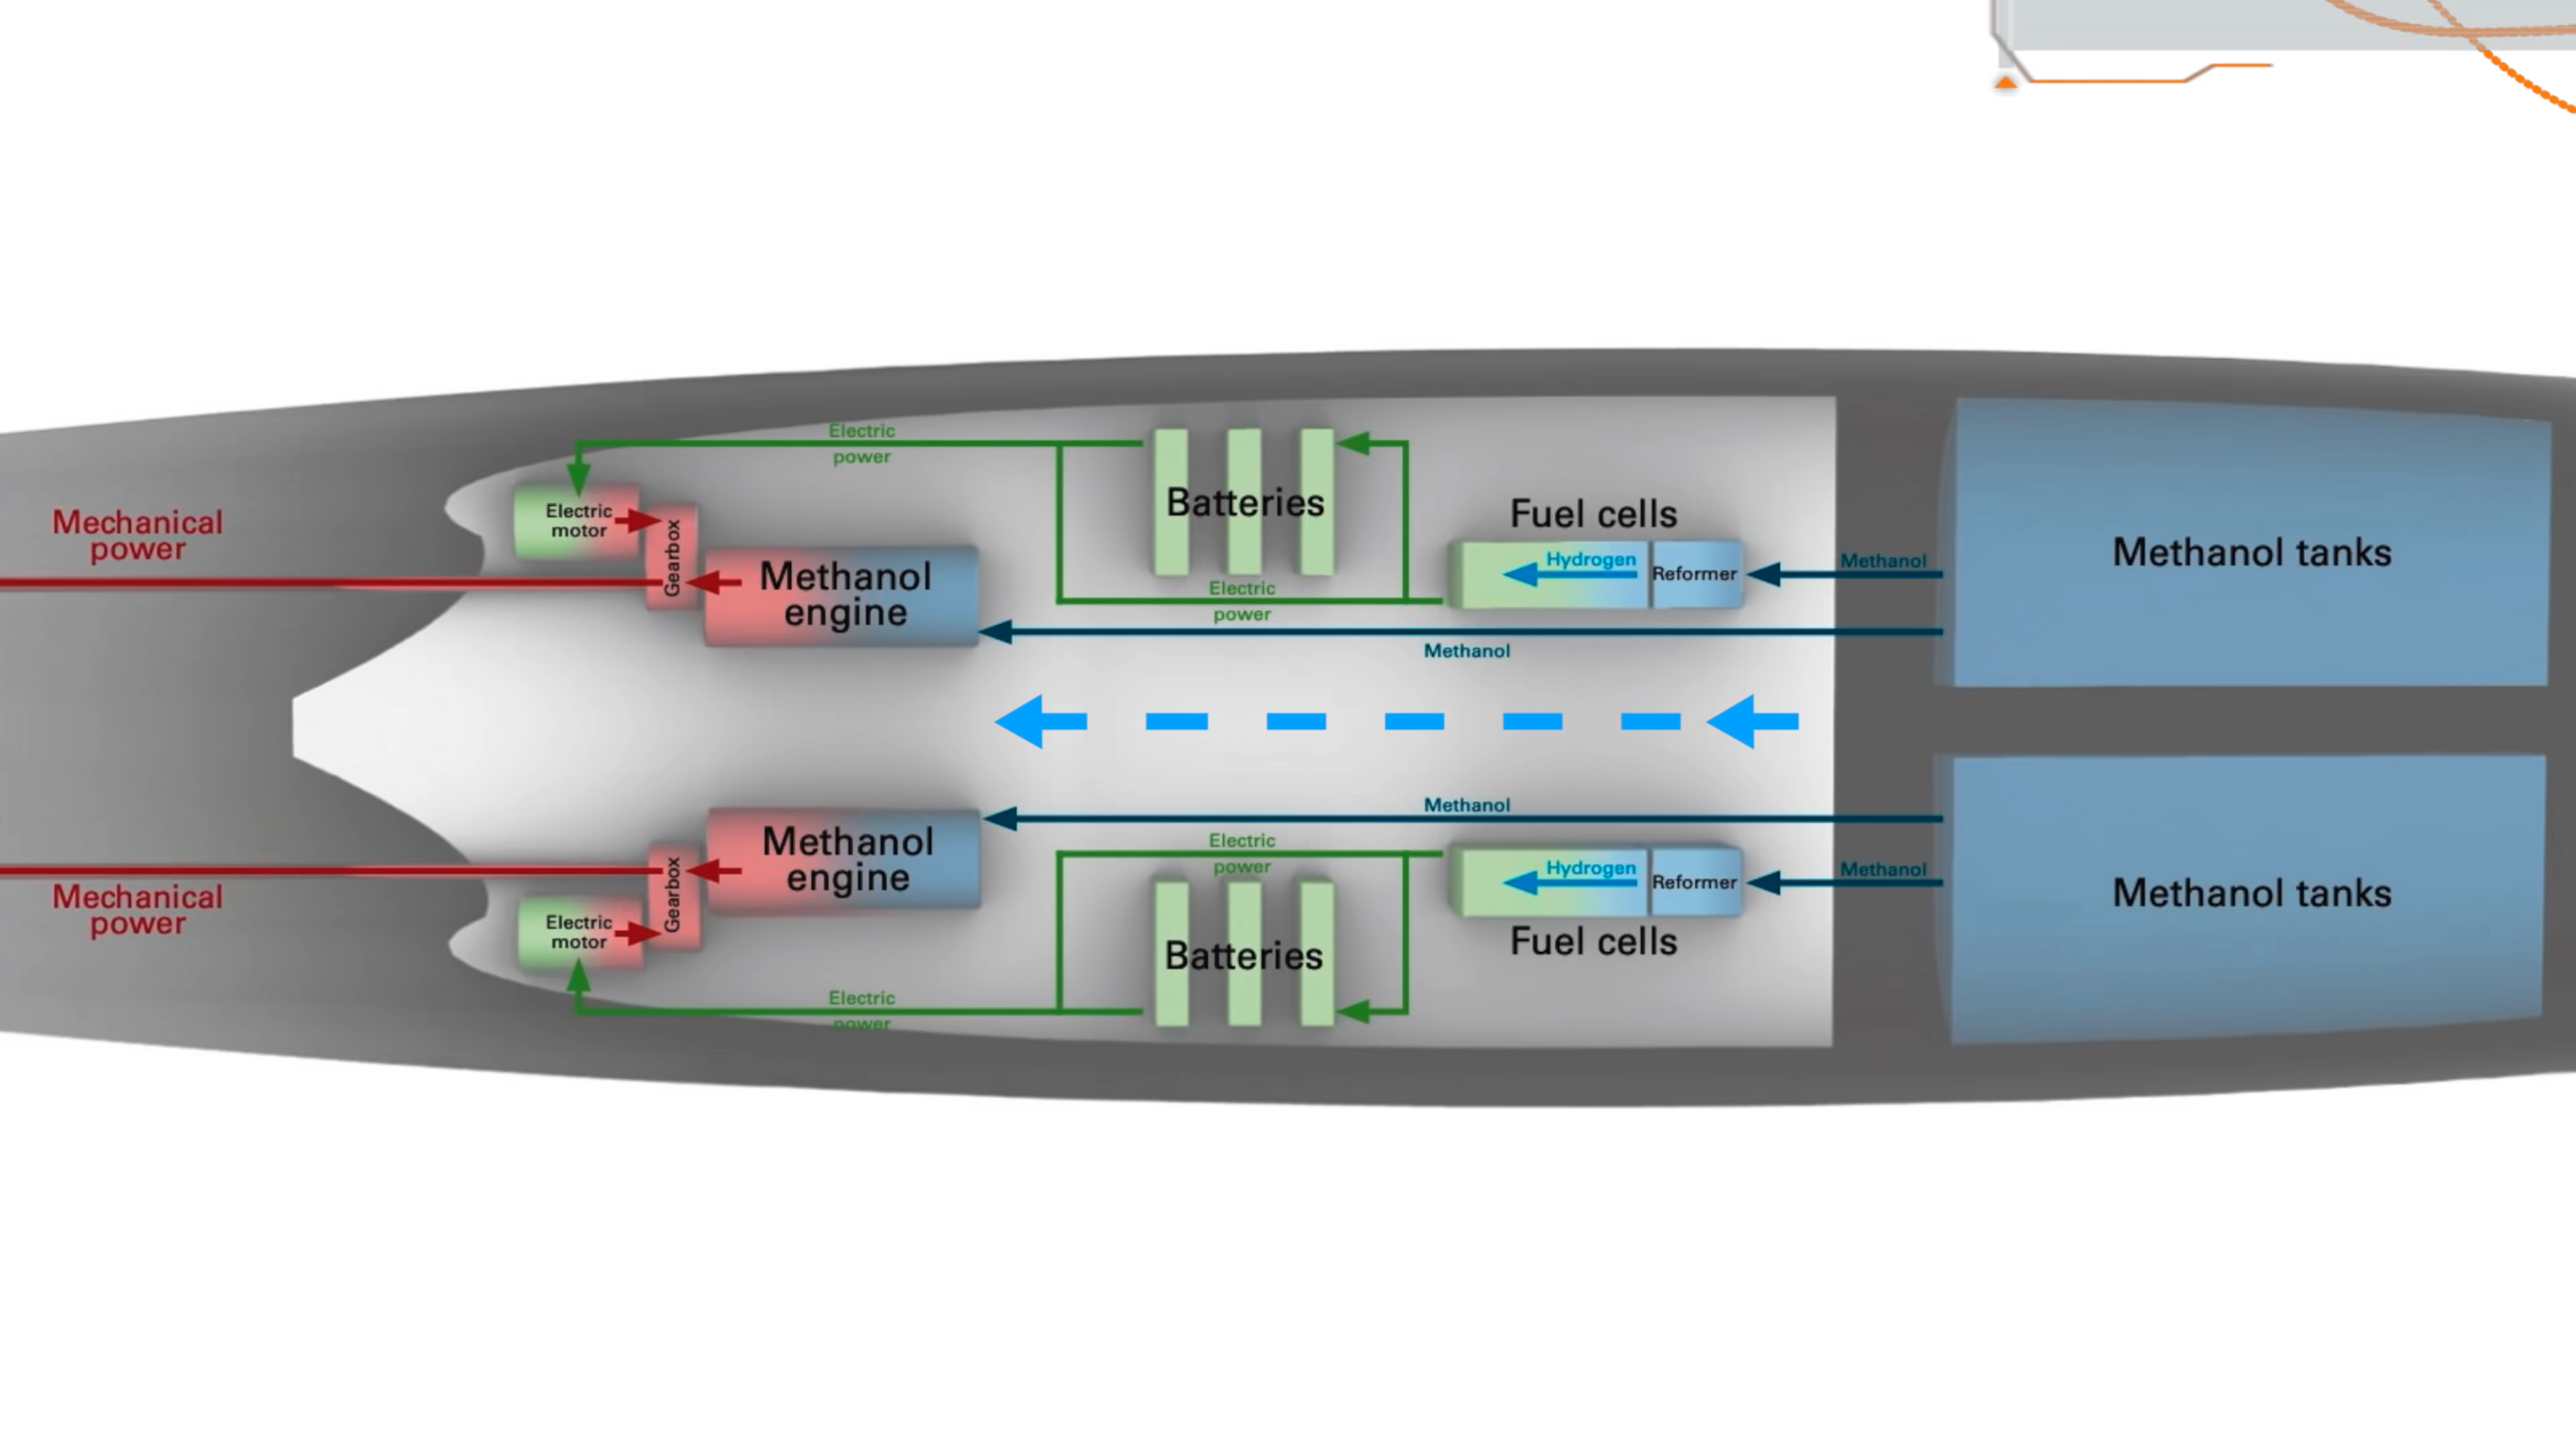 Electric
power
Batteries
Fuel cells
Mechanical
power
Electric
motor
Gearbox
Methanol
engine
Electric
power
Hydrogen
Reformer
Methanol
Methanol tanks
Methanol
Methanol
Methanol
engine
Electric
power
Hydrogen
Reformer
Methanol
Methanol tanks
Gearbox
Mechanical
power
Electric
motor
Batteries
Fuel cells
Electric
power